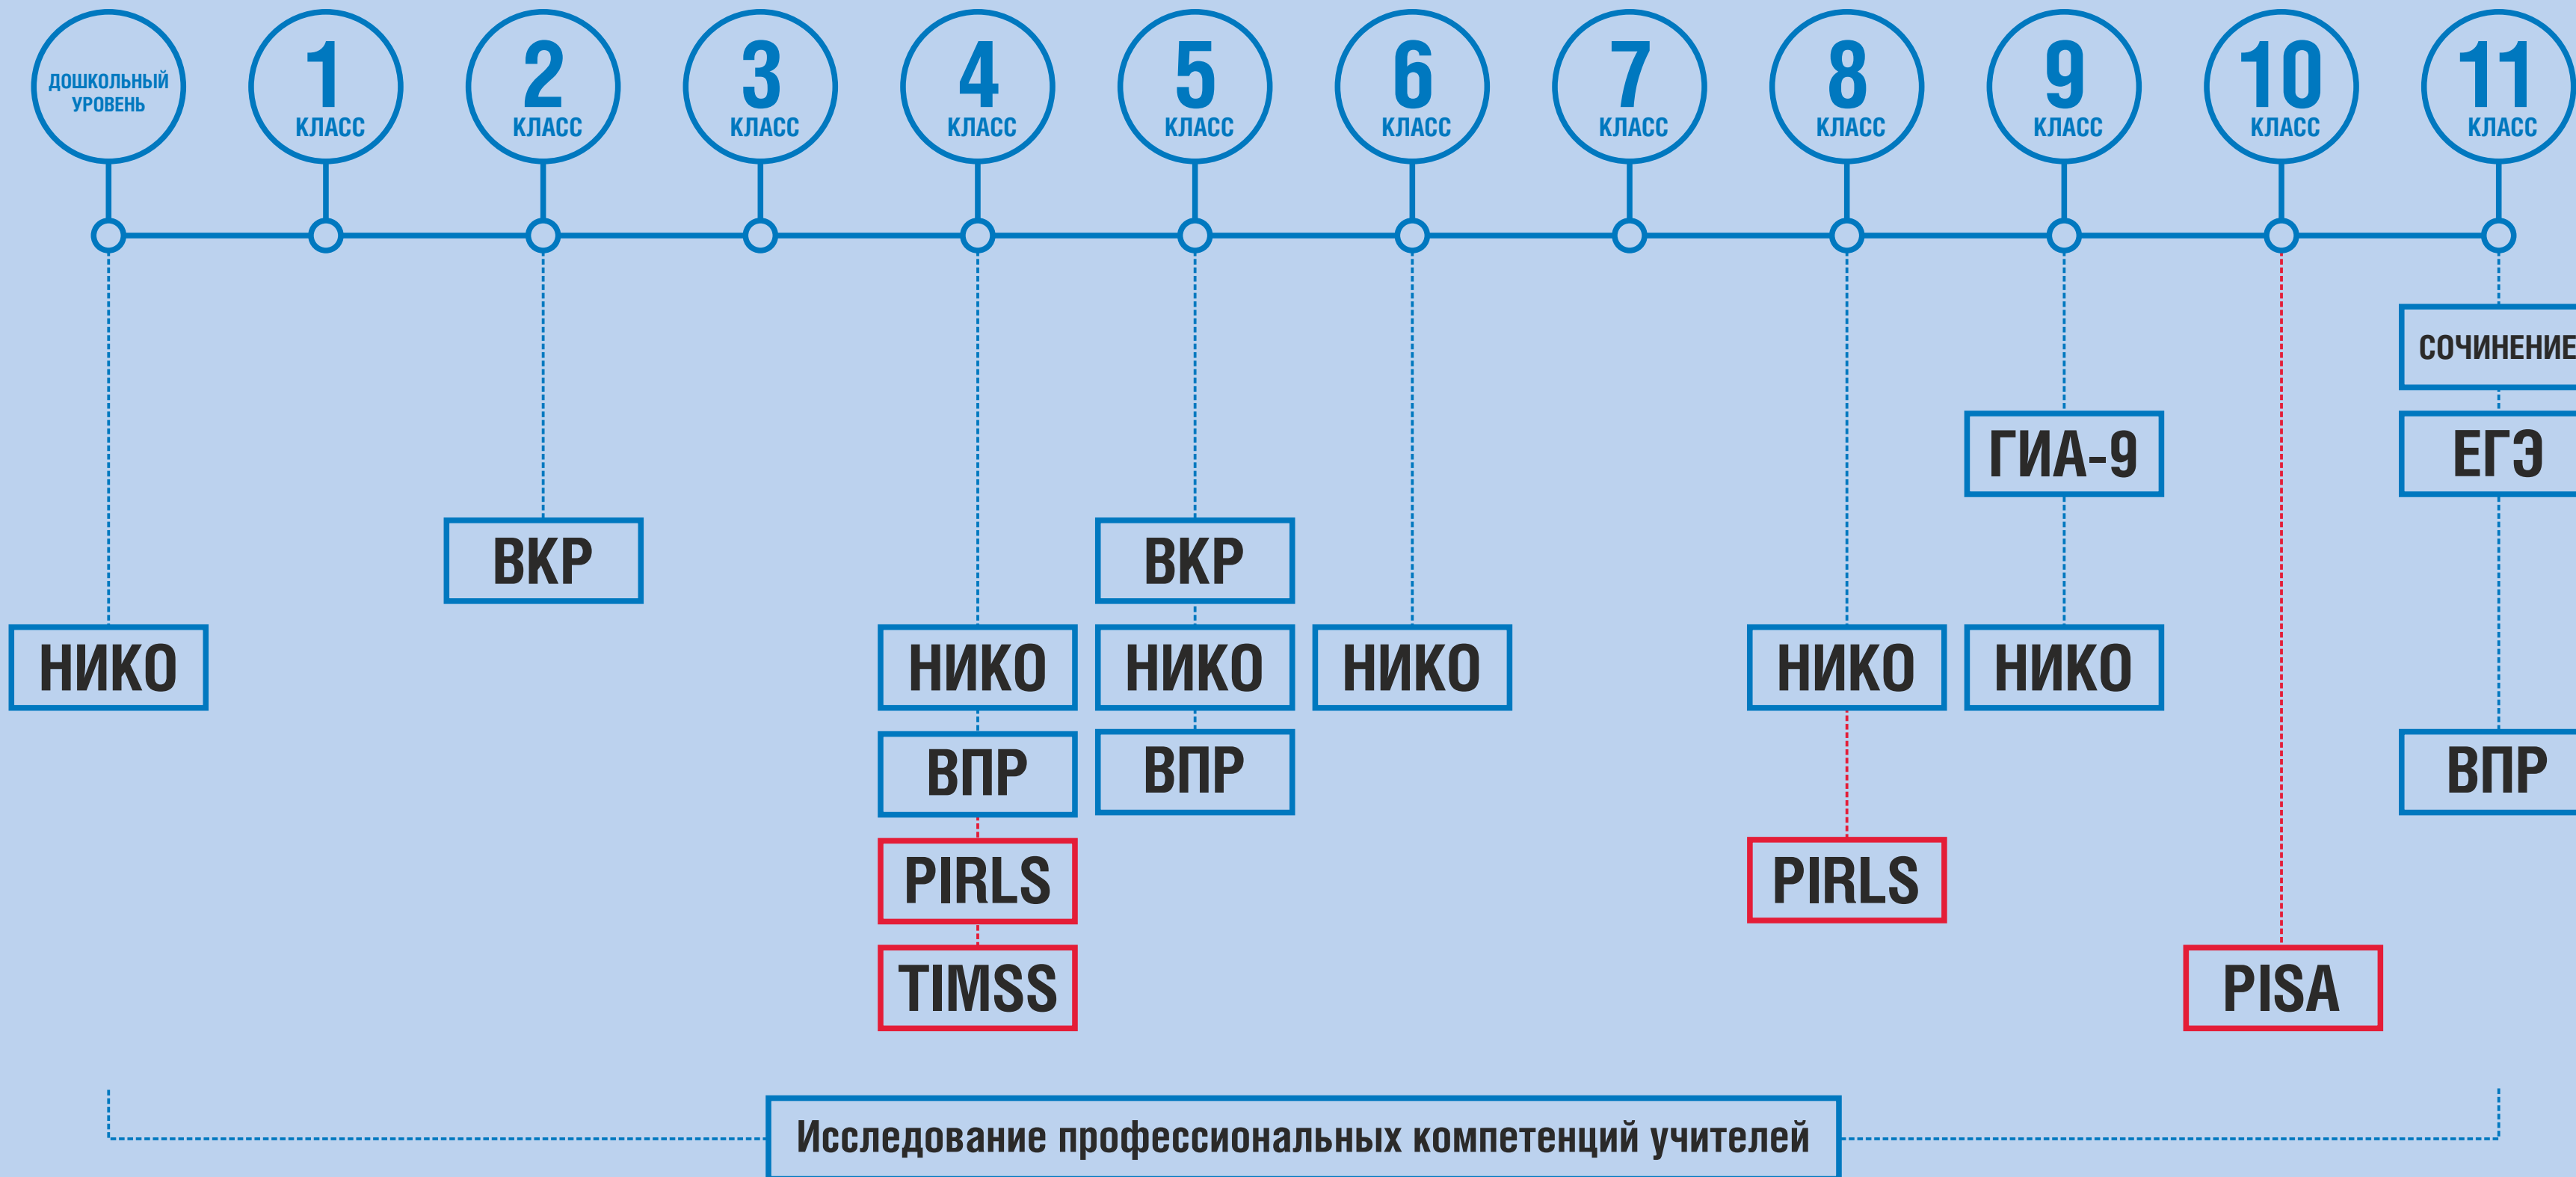 ДОШКОЛЬНЫЙ
УРОВЕНЬ
1
КЛАСС
2
КЛАСС
3
КЛАСС
4
КЛАСС
5
КЛАСС
6
КЛАСС
7
КЛАСС
8
КЛАСС
9
КЛАСС
10
КЛАСС
11
КЛАСС
СОЧИНЕНИЕ
ГИА-9
ЕГЭ
ВКР
ВКР
НИКО
НИКО
НИКО
НИКО
НИКО
НИКО
ВПР
ВПР
ВПР
PIRLS
PIRLS
TIMSS
PISA
Исследование профессиональных компетенций учителей